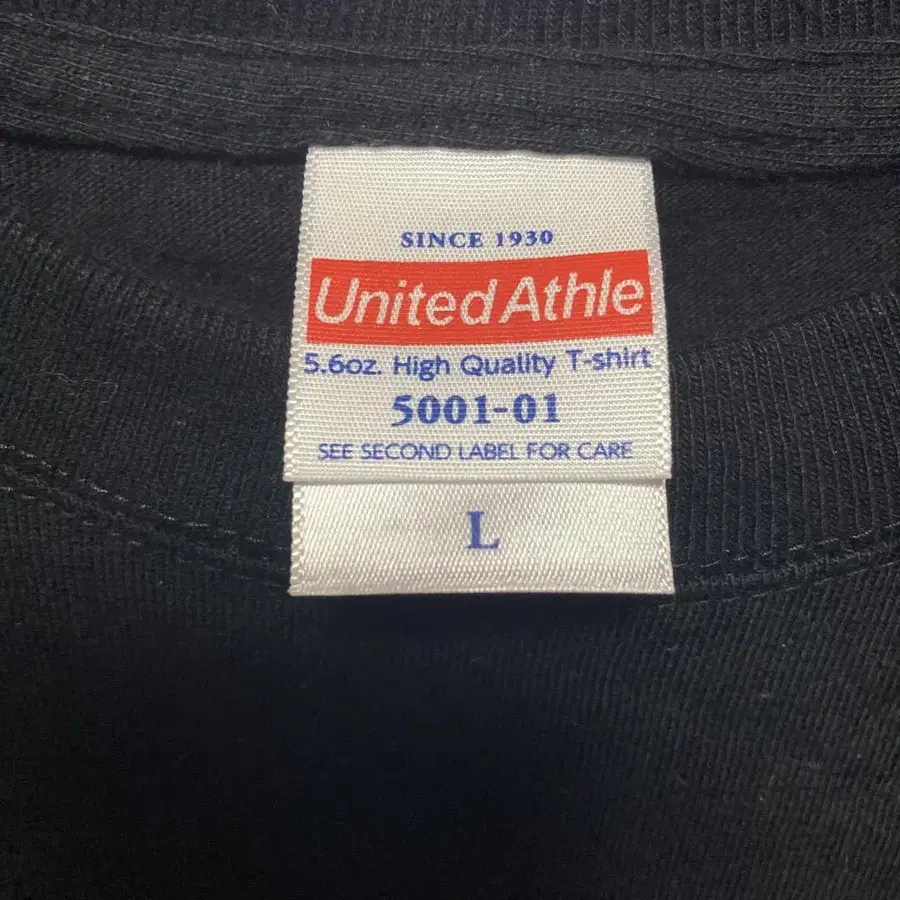 SINCE 1930
United Athle
5.6oz. High Quality T-shirt
5001-01
SEE SECOND LABEL FOR CARE
L